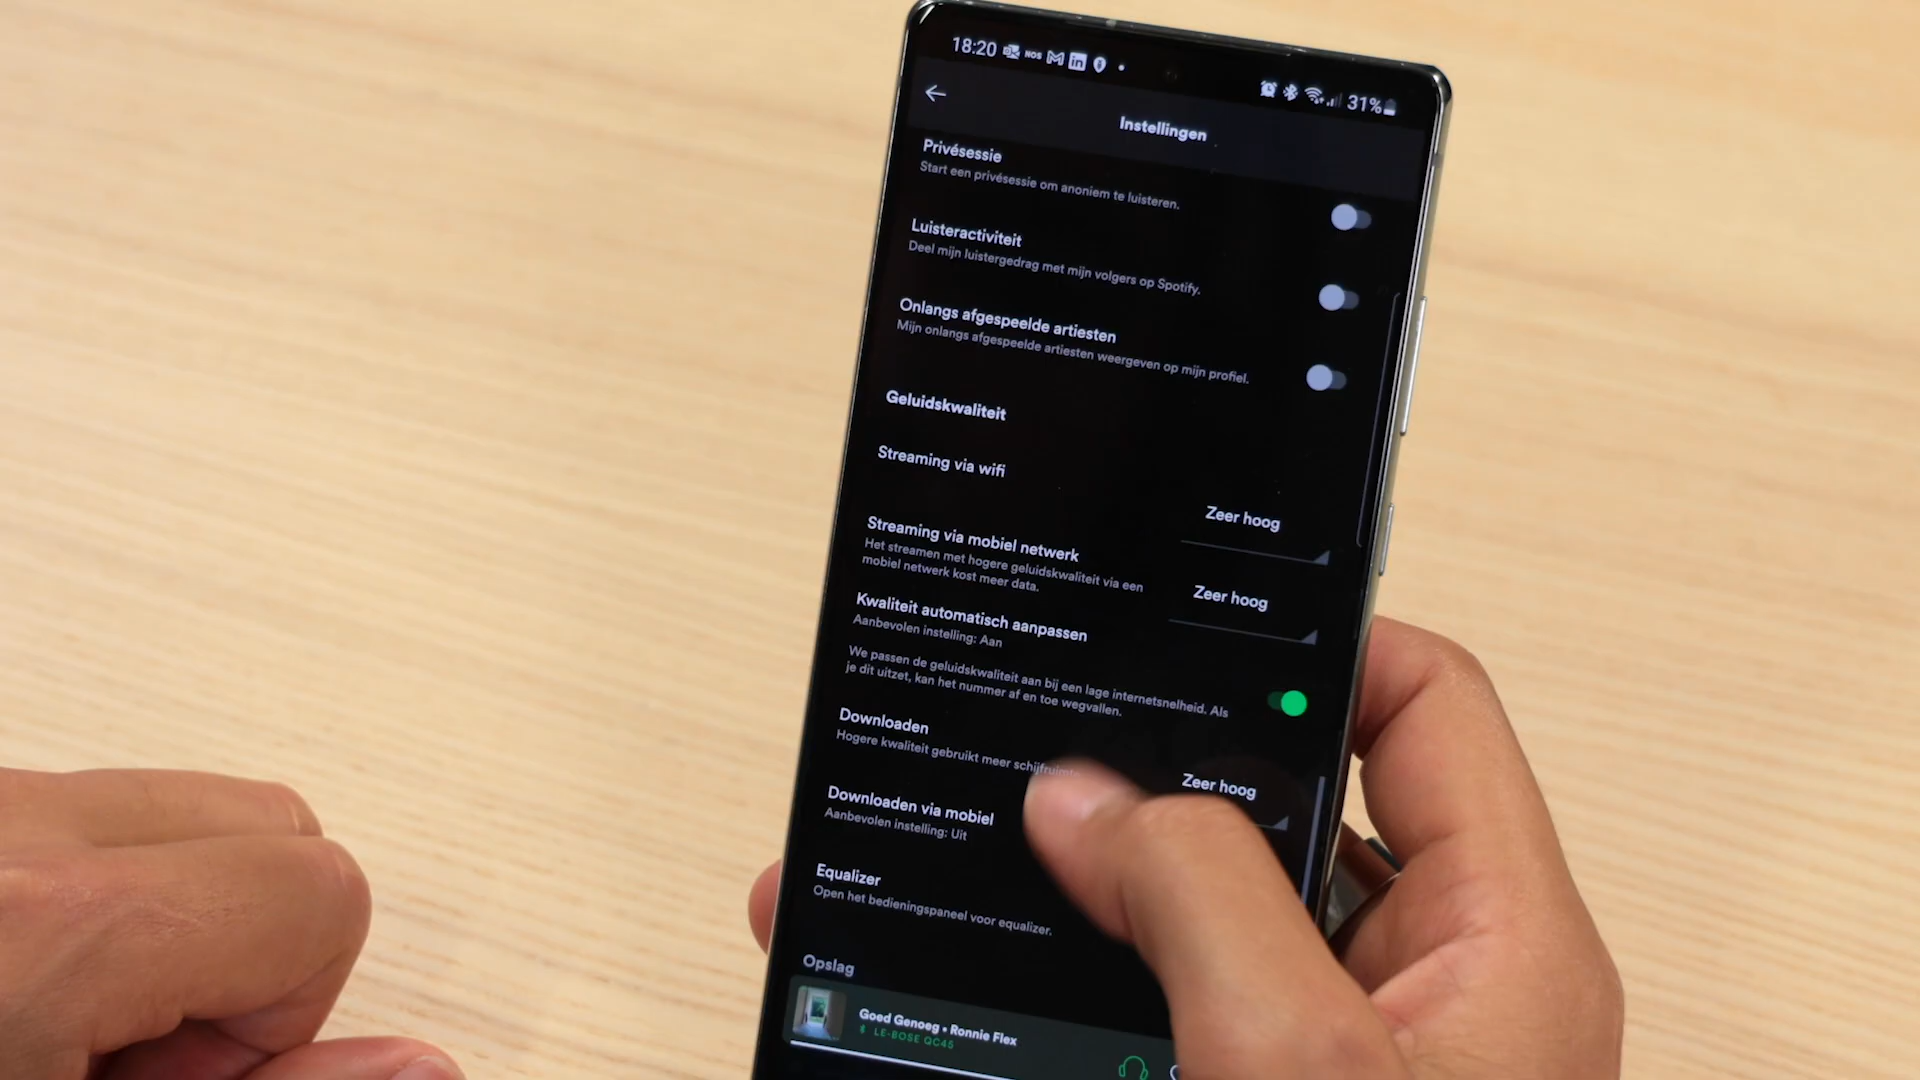 18:20 NOS in 31%
Instellingen
Privésessie
Start een privésessie om anoniem te luisteren.
Luisteractiviteit
Deel mijn luistergedrag met mijn volgers op Spotify.
Onlangs afgespeelde artiesten
Mijn onlangs afgespeelde artiesten weergeven op mijn profiel.
Geluidskwaliteit
Streaming via wifi
Zeer hoog
Streaming via mobiel netwerk
Het streamen met hogere geluidskwaliteit via een
mobiel netwerk kost meer data.
Zeer hoog
Kwaliteit automatisch aanpassen
Aanbevolen instelling: Aan
We passen de geluidskwaliteit aan bij een lage internetsnelheid. Als
je dit uitzet, kan het nummer af en toe wegvallen.
Downloaden
Hogere kwaliteit gebruikt meer schijfruimte
Zeer hoog
Downloaden via mobiel
Aanbevolen instelling: Uit
Equalizer
Open het bedieningspaneel voor equalizer.
Opslag
Goed Genoeg • Ronnie Flex
LE-BOSE QC45